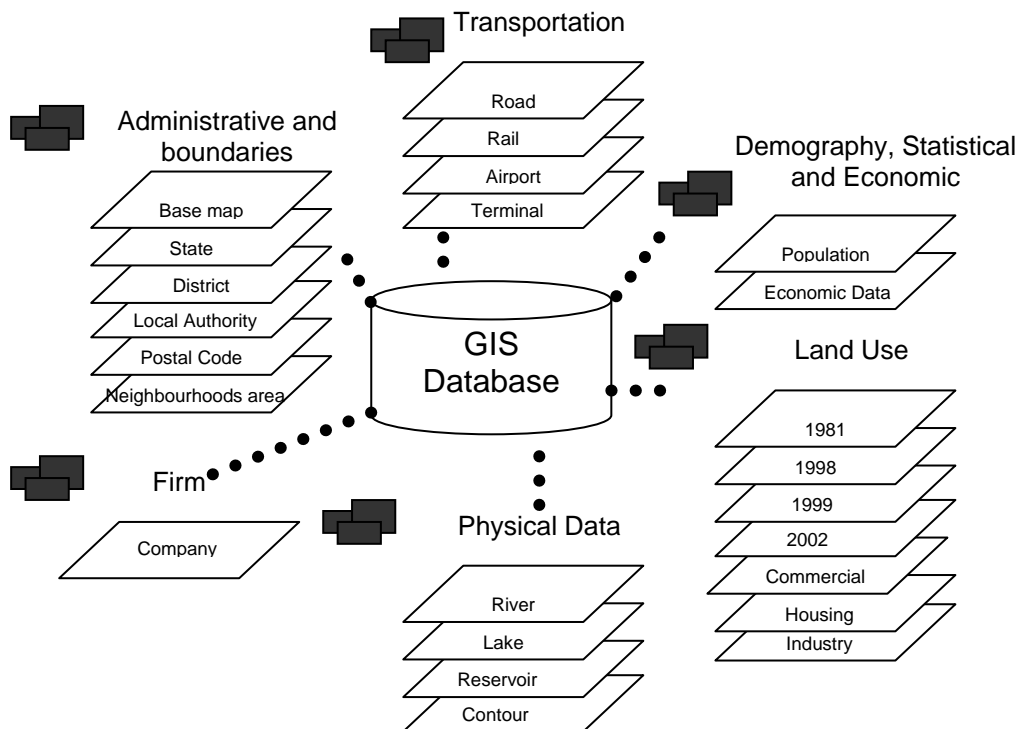 Transportation
Road
Rail
Airport
Terminal
Administrative and
boundaries
Base map
State
District
Local Authority
Postal Code
Neighbourhoods area
Demography, Statistical
and Economic
Population
Economic Data
GIS
Database
Land Use
1981
1998
1999
2002
Commercial
Housing
Industry
Firm
Company
Physical Data
River
Lake
Reservoir
Contour